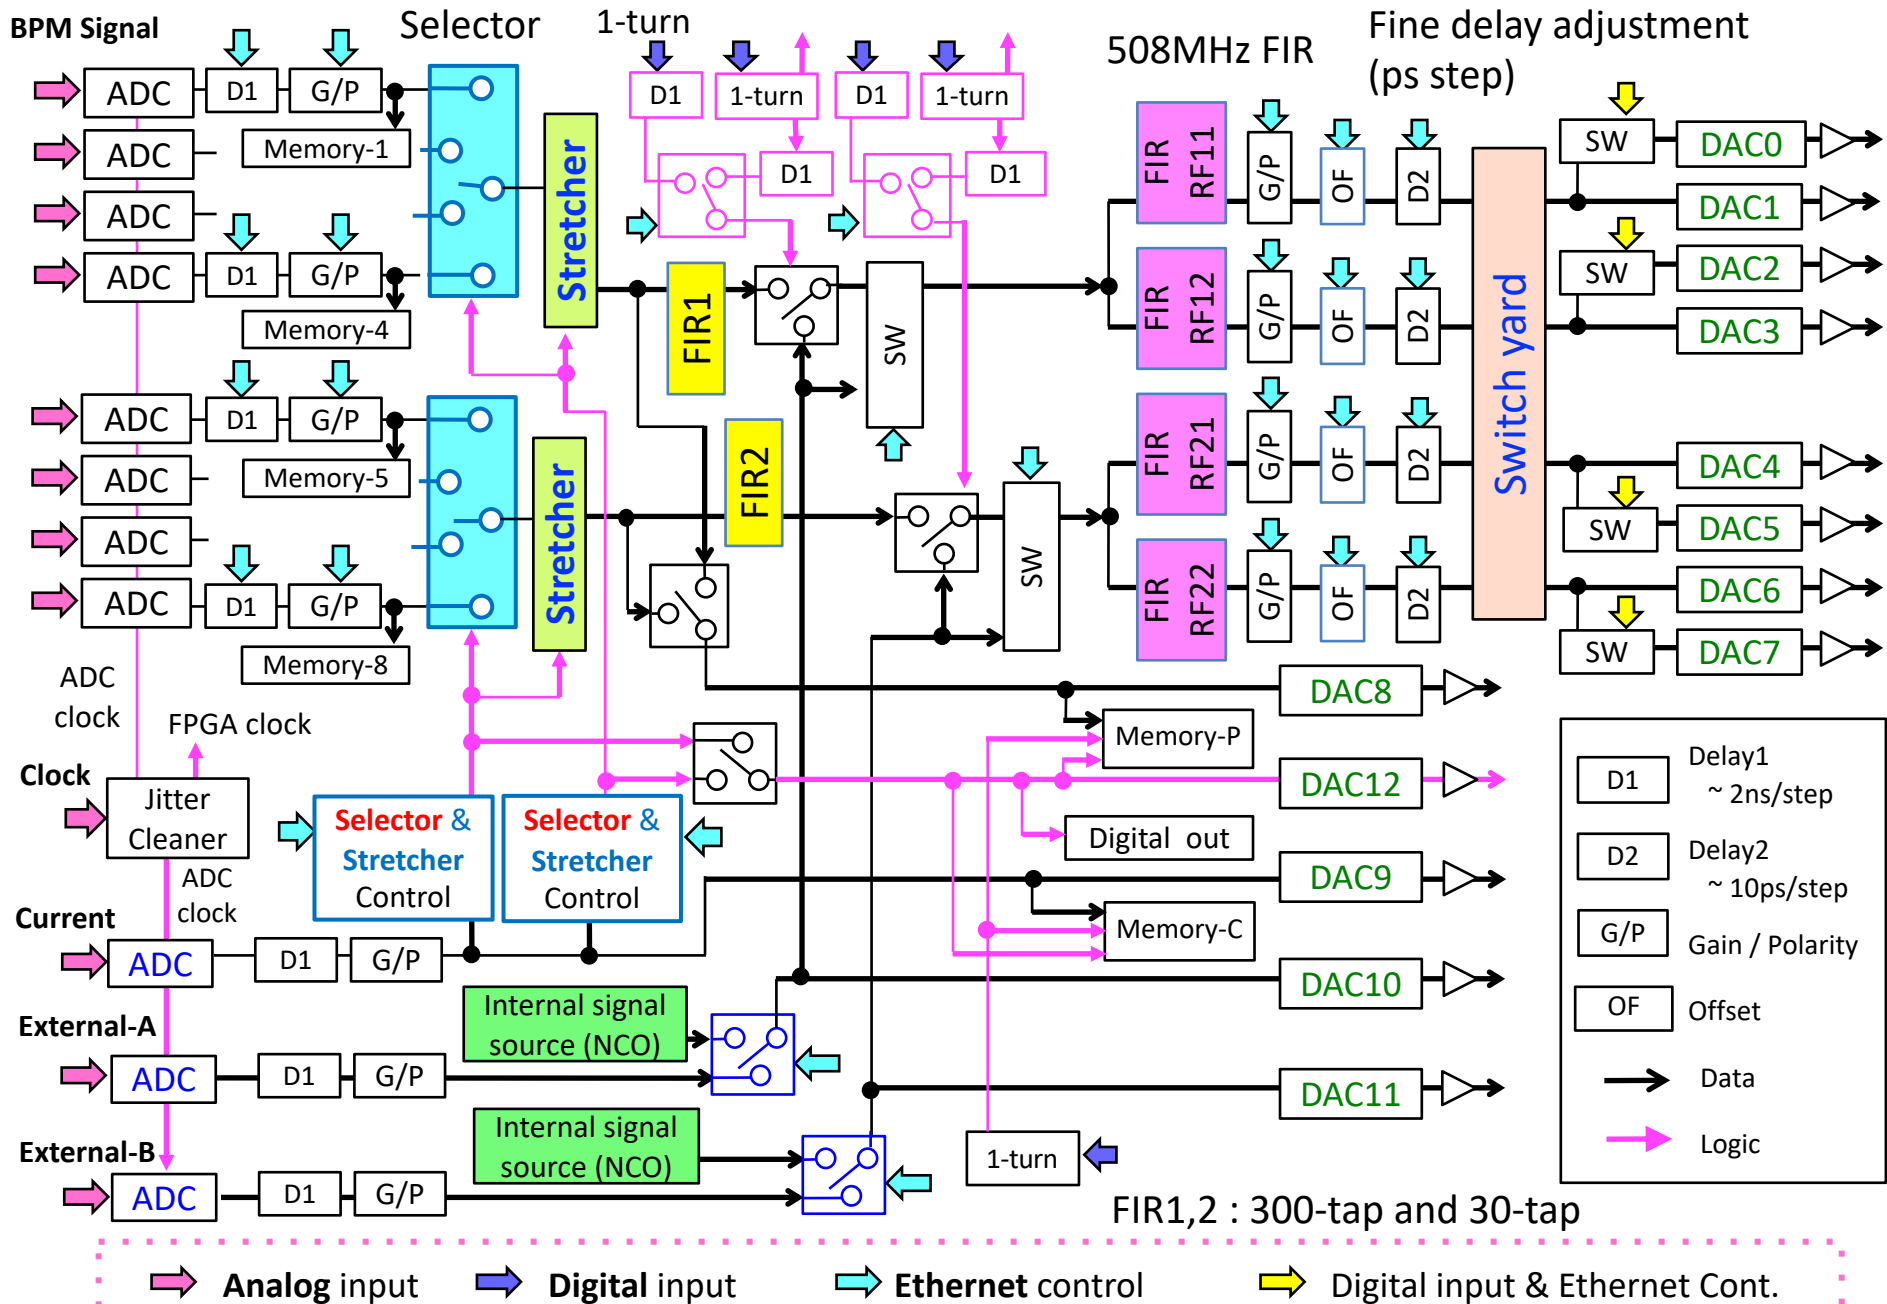 BPM Signal
Selector
1-turn
508MHz FIR
Fine delay adjustment
(ps step)
ADC
D1
G/P
Memory-1
ADC
ADC
ADC
D1
G/P
Memory-4
Stretcher
D1
1-turn
D1
D1
1-turn
D1
FIR1
SW
FIR
RF11
G/P
OF
D2
FIR
RF12
G/P
OF
D2
Switch yard
SW
DAC0
DAC1
SW
DAC2
DAC3
ADC
D1
G/P
Memory-5
ADC
ADC
ADC
D1
G/P
Memory-8
Stretcher
FIR2
SW
FIR
RF21
G/P
OF
D2
FIR
RF22
G/P
OF
D2
DAC4
SW
DAC5
DAC6
SW
DAC7
ADC
clock
FPGA clock
Clock
Jitter
Cleaner
ADC
clock
Selector &
Stretcher
Control
Selector &
Stretcher
Control
DAC8
Memory-P
DAC12
Digital out
DAC9
Memory-C
Current
ADC
D1
G/P
DAC10
External-A
ADC
D1
G/P
Internal signal
source (NCO)
DAC11
External-B
ADC
D1
G/P
Internal signal
source (NCO)
1-turn
D1
Delay1
~ 2ns/step
D2
Delay2
~ 10ps/step
G/P
Gain / Polarity
OF
Offset
Data
Logic
FIR1,2 : 300-tap and 30-tap
Analog input
Digital input
Ethernet control
Digital input & Ethernet Cont.